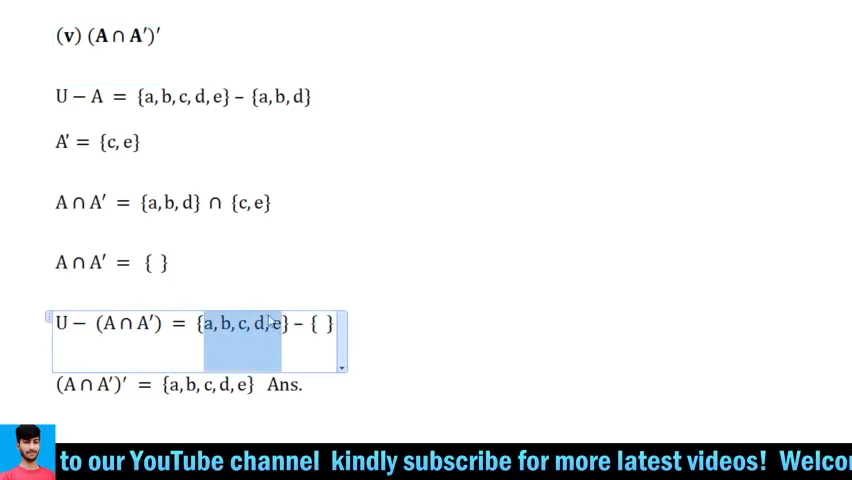 (v) (A ∩ A′)′
U − A = {a, b, c, d, e} – {a, b, d}
A′ = {c, e}
A ∩ A′ = {a, b, d} ∩ {c, e}
A ∩ A′ = { }
U − (A ∩ A′) = {a, b, c, d, e} – { }
(A ∩ A′)′ = {a, b, c, d, e} Ans.
to our YouTube channel kindly subscribe for more latest videos! Welco